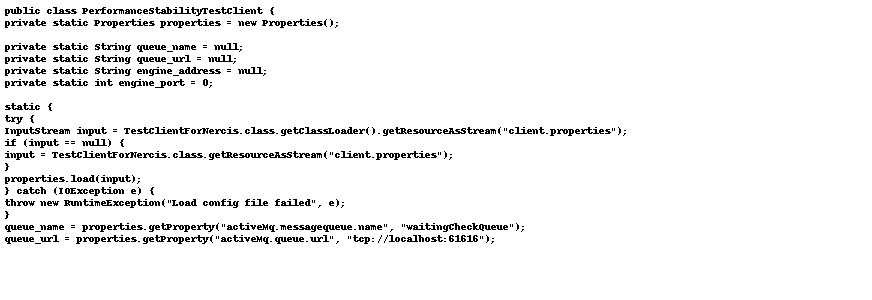 public class PerformanceStabilityTestClient {
private static Properties properties = new Properties();
private static String queue_name = null;
private static String queue_url = null;
private static String engine_address = null;
private static int engine_port = 0;
static {
try {
InputStream input = TestClientForNercis.class.getClassLoader().getResourceAsStream("client.properties");
if (input == null) {
input = TestClientForNercis.class.getResourceAsStream("client.properties");
}
properties.load(input);
} catch (IOException e) {
throw new RuntimeException("Load config file failed", e);
}
queue_name = properties.getProperty("activeMq.messagequeue.name", "waitingCheckQueue");
queue_url = properties.getProperty("activeMq.queue.url", "tcp://localhost:61616");